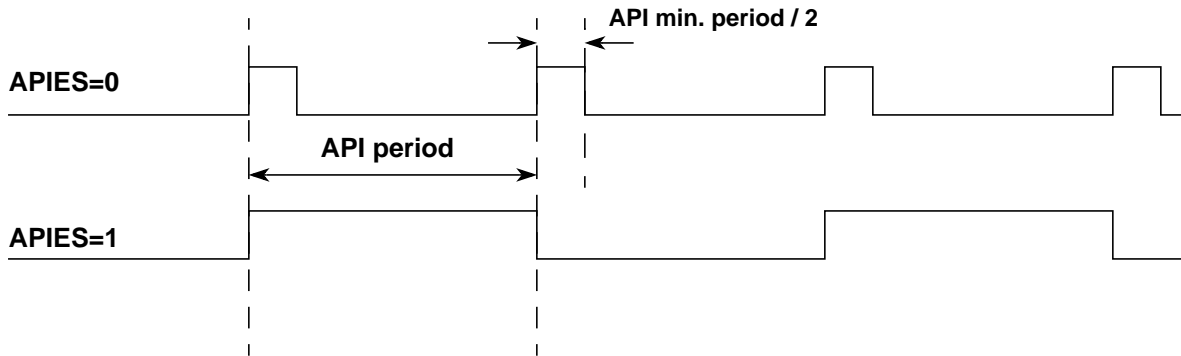 API min. period / 2
APIES=0
API period
APIES=1